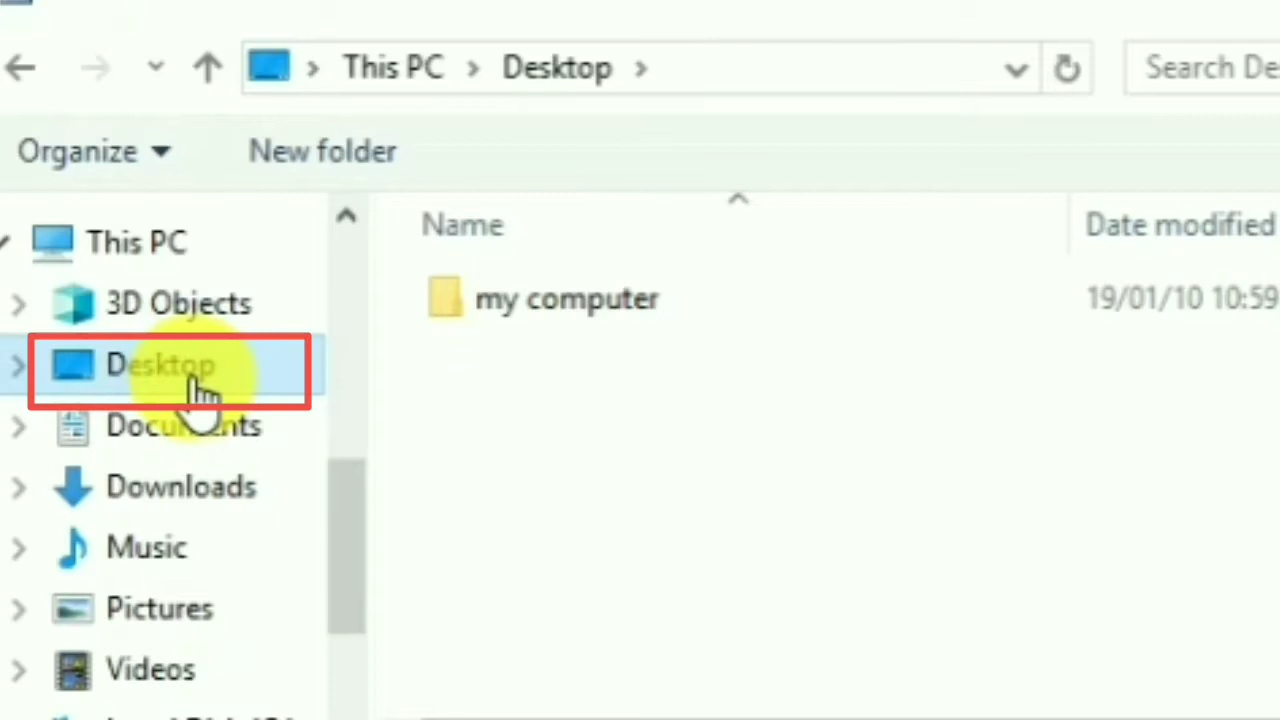 This PC Desktop Search De
Organize New folder
Name Date modified
This PC
3D Objects
Desktop
Documents
Downloads
Music
Pictures
Videos
my computer 19/01/10 10:59